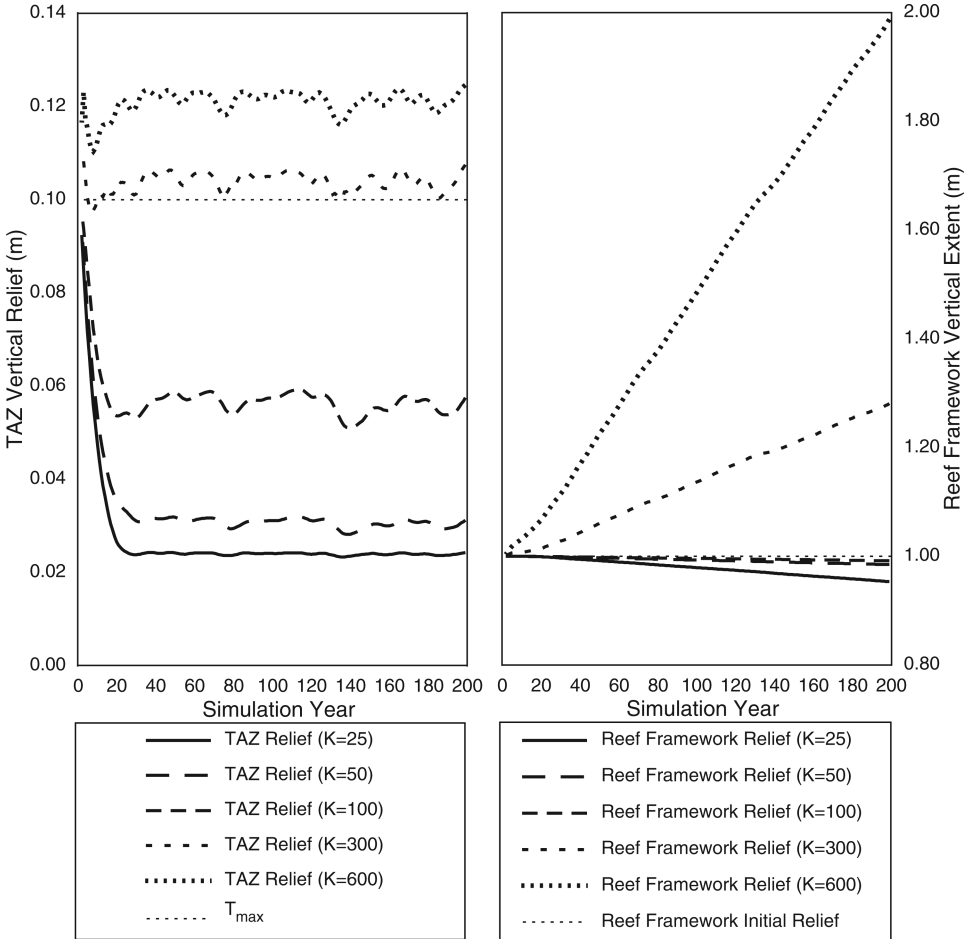 0.14
0.12
0.10
0.08
0.06
0.04
0.02
0.00
TAZ Vertical Relief (m)
0 20 40 60 80 100 120 140 160 180 200
Simulation Year
2.00
1.80
1.60
1.40
1.20
1.00
0.80
Reef Framework Vertical Extent (m)
0 20 40 60 80 100 120 140 160 180 200
Simulation Year
TAZ Relief (K=25)
TAZ Relief (K=50)
TAZ Relief (K=100)
TAZ Relief (K=300)
TAZ Relief (K=600)
Tmax
Reef Framework Relief (K=25)
Reef Framework Relief (K=50)
Reef Framework Relief (K=100)
Reef Framework Relief (K=300)
Reef Framework Relief (K=600)
Reef Framework Initial Relief